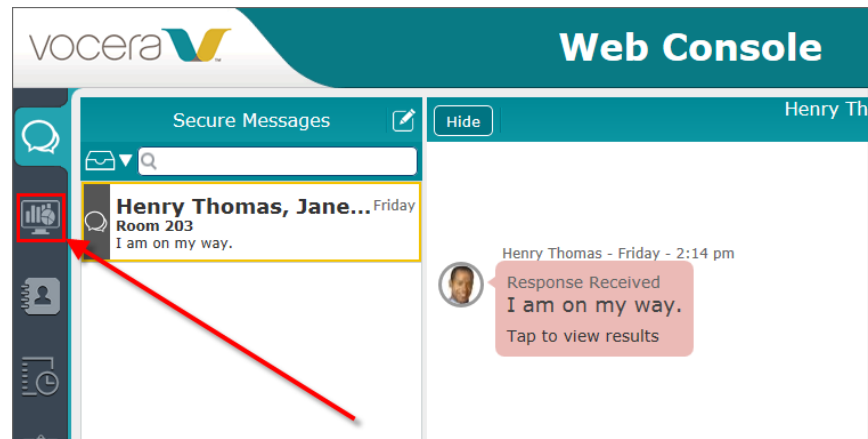 vocera
Web Console
Secure Messages
Hide
Henry Th
Henry Thomas, Jane... Friday
Room 203
I am on my way.
Henry Thomas - Friday - 2:14 pm
Response Received
I am on my way.
Tap to view results